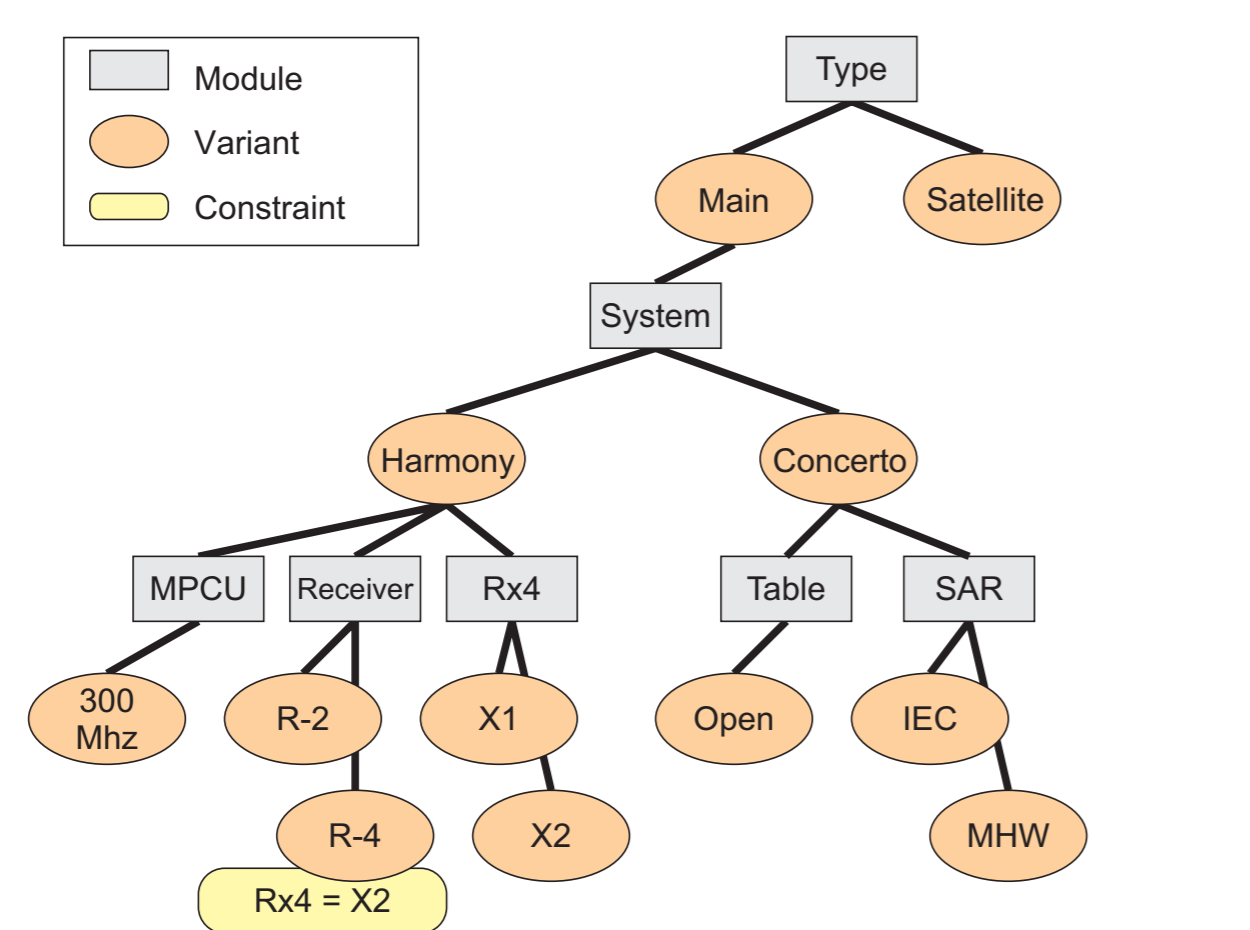 Module
Variant
Constraint
Type
Main
Satellite
System
Harmony
Concerto
MPCU
Receiver
Rx4
Table
SAR
300
Mhz
R-2
X1
Open
IEC
R-4
X2
MHW
Rx4 = X2